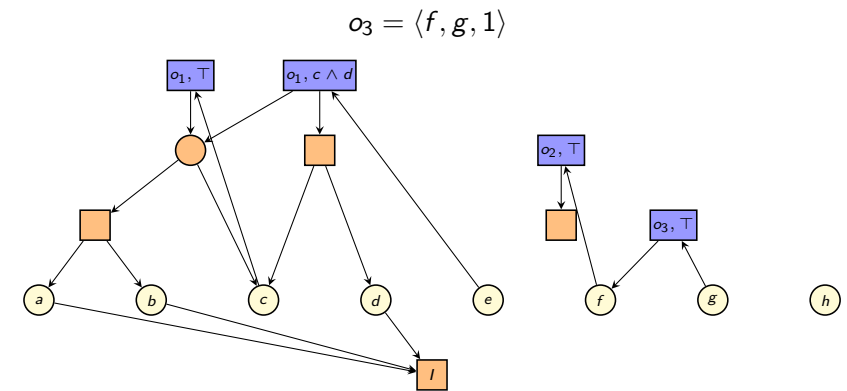 o₃ = ⟨f, g, 1⟩
o₁, ⊤
o₁, c ∧ d
o₂, ⊤
o₃, ⊤
a
b
c
d
e
f
g
h
I